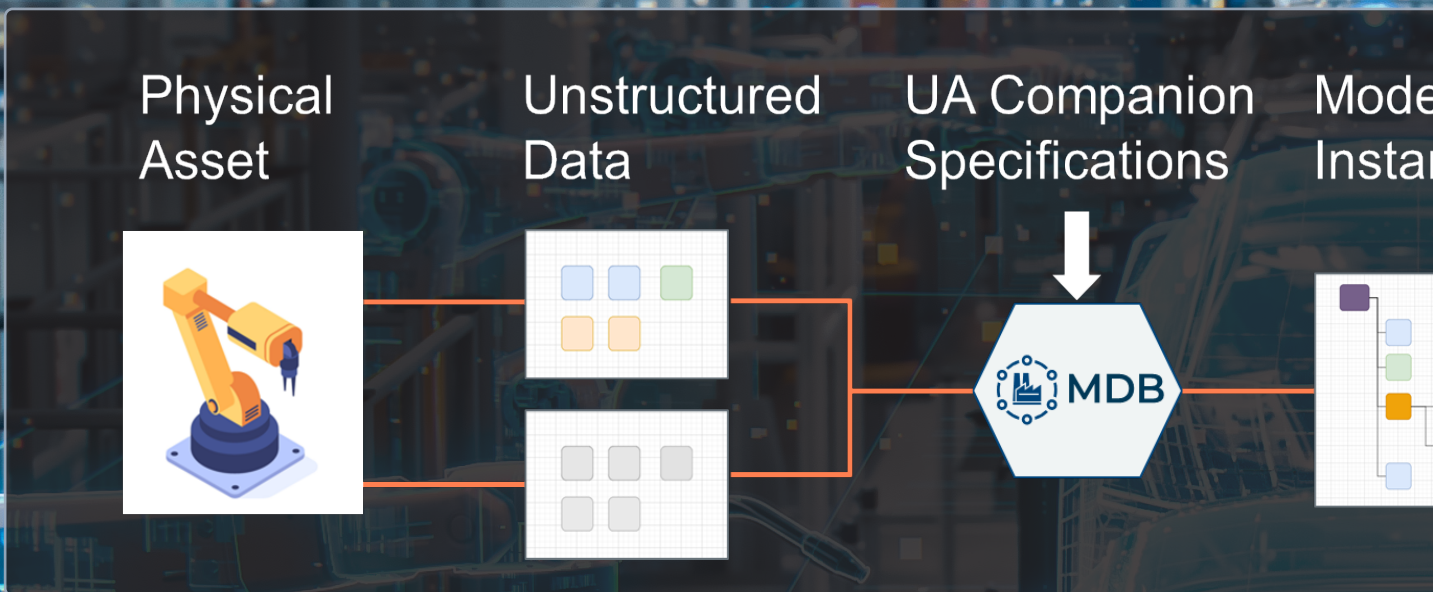 Physical
Asset
Unstructured
Data
UA Companion
Specifications
MDB